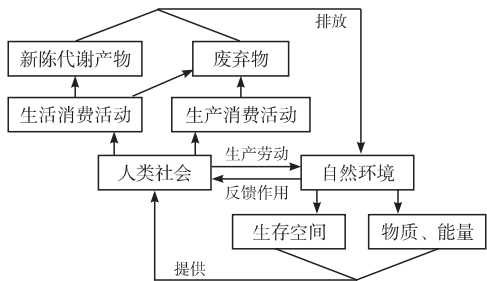 排放
新陈代谢产物
废弃物
生活消费活动
生产消费活动
生产劳动
人类社会
自然环境
反馈作用
生存空间
物质、能量
提供